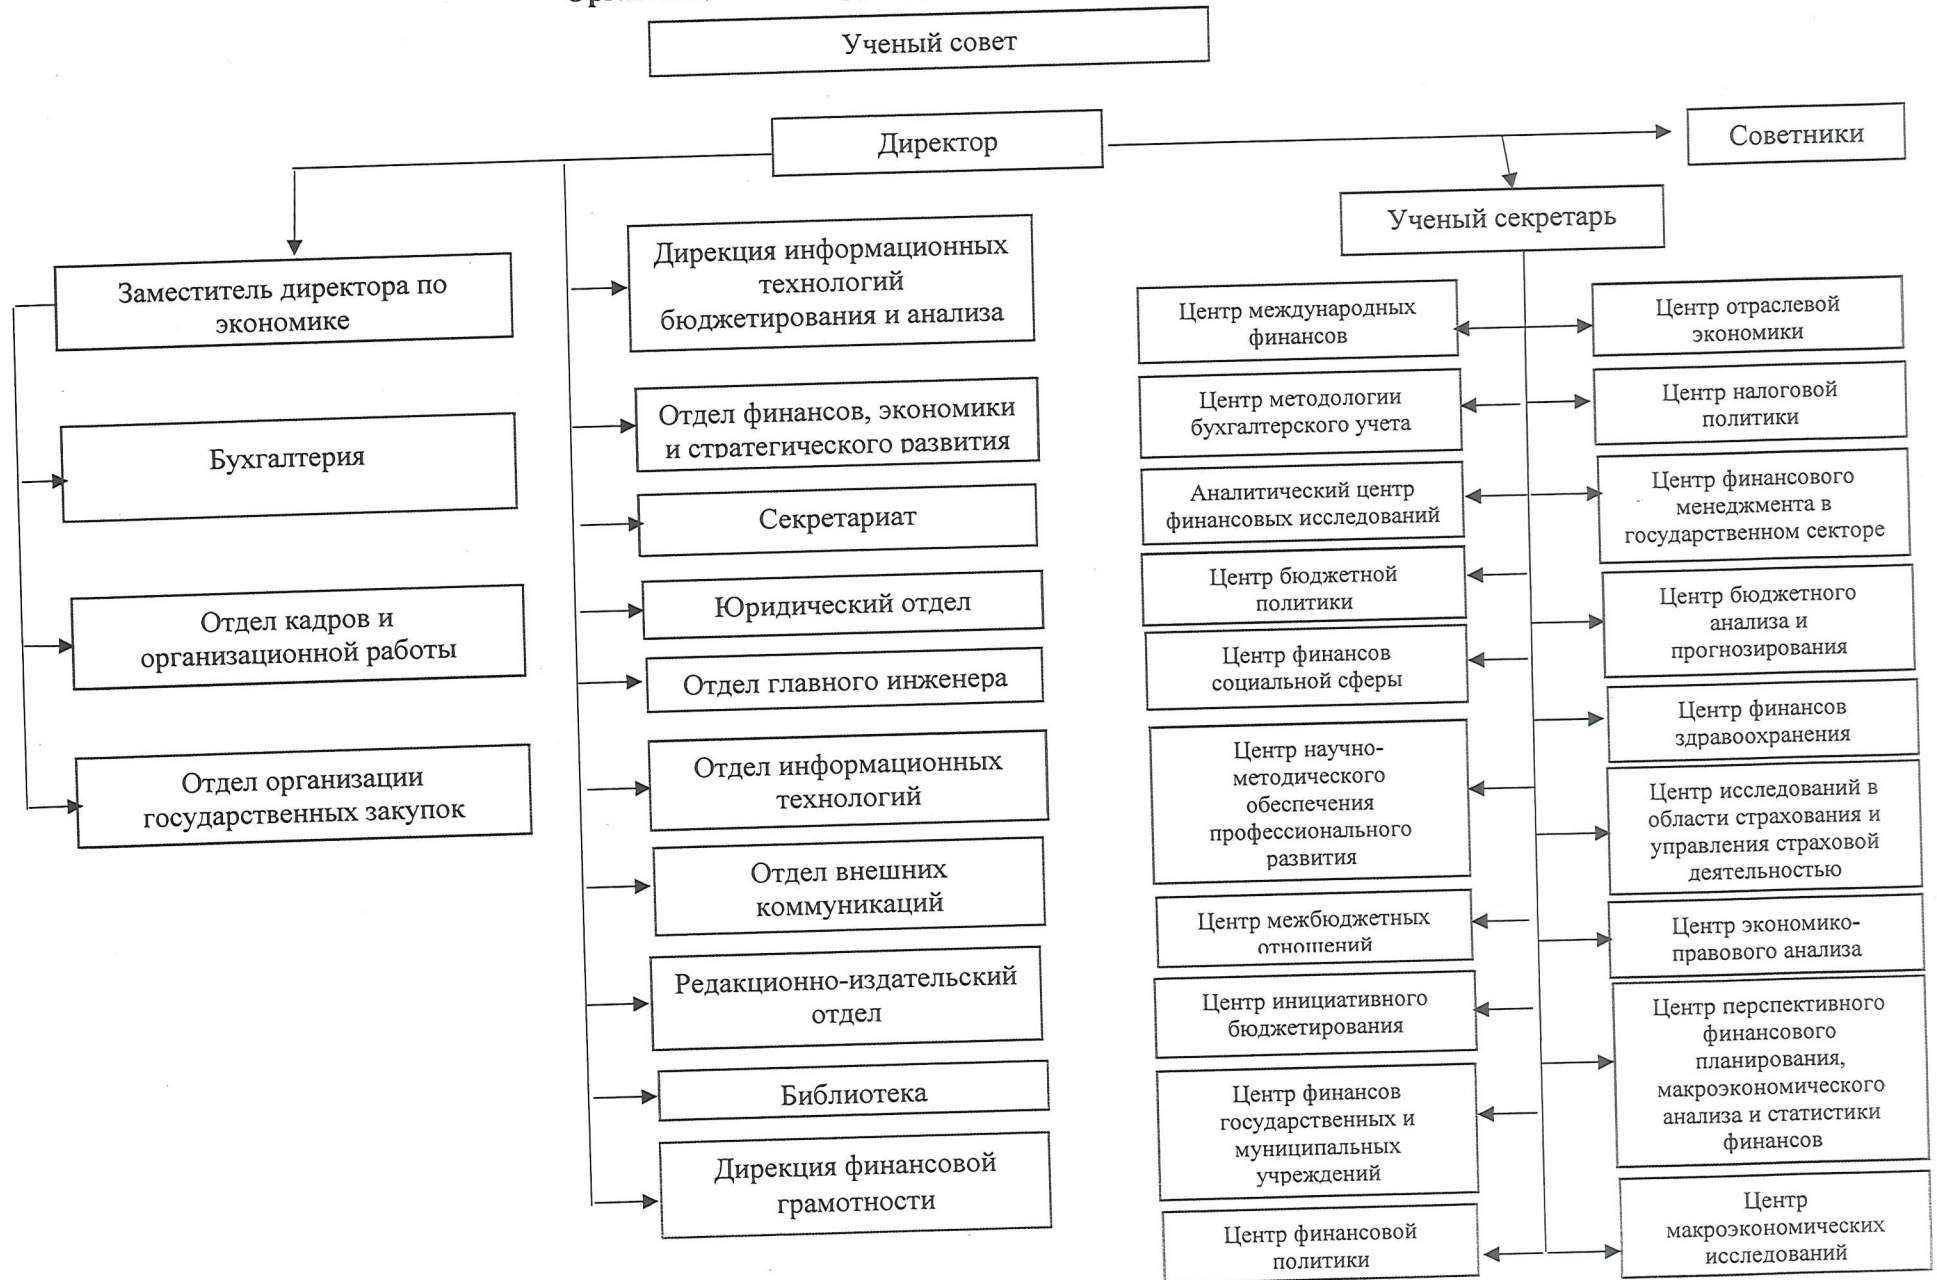 Ученый совет
Директор
Советники
Ученый секретарь
Заместитель директора по
экономике
Бухгалтерия
Отдел кадров и
организационной работы
Отдел организации
государственных закупок
Дирекция информационных
технологий
бюджетирования и анализа
Отдел финансов, экономики
и стратегического развития
Секретариат
Юридический отдел
Отдел главного инженера
Отдел информационных
технологий
Отдел внешних
коммуникаций
Редакционно-издательский
отдел
Библиотека
Дирекция финансовой
грамотности
Центр международных
финансов
Центр методологии
бухгалтерского учета
Аналитический центр
финансовых исследований
Центр бюджетной
политики
Центр финансов
социальной сферы
Центр научно-
методического
обеспечения
профессионального
развития
Центр межбюджетных
отношений
Центр инициативного
бюджетирования
Центр финансов
государственных и
муниципальных
учреждений
Центр финансовой
политики
Центр отраслевой
экономики
Центр налоговой
политики
Центр финансового
менеджмента в
государственном секторе
Центр бюджетного
анализа и
прогнозирования
Центр финансов
здравоохранения
Центр исследований в
области страхования и
управления страховой
деятельностью
Центр экономико-
правового анализа
Центр перспективного
финансового
планирования,
макроэкономического
анализа и статистики
финансов
Центр
макроэкономических
исследований